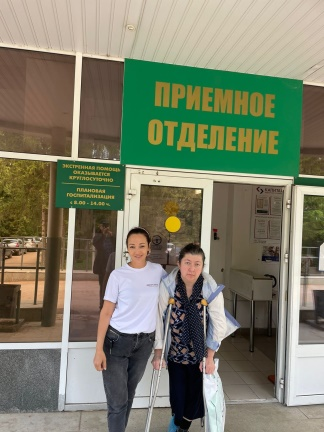 ПРИЕМНОЕ
ОТДЕЛЕНИЕ
ЭКСТРЕННАЯ ПОМОЩЬ
ОКАЗЫВАЕТСЯ
КРУГЛОСУТОЧНО
ПЛАНОВАЯ
ГОСПИТАЛИЗАЦИЯ
с 8.00 - 14.00 ч.